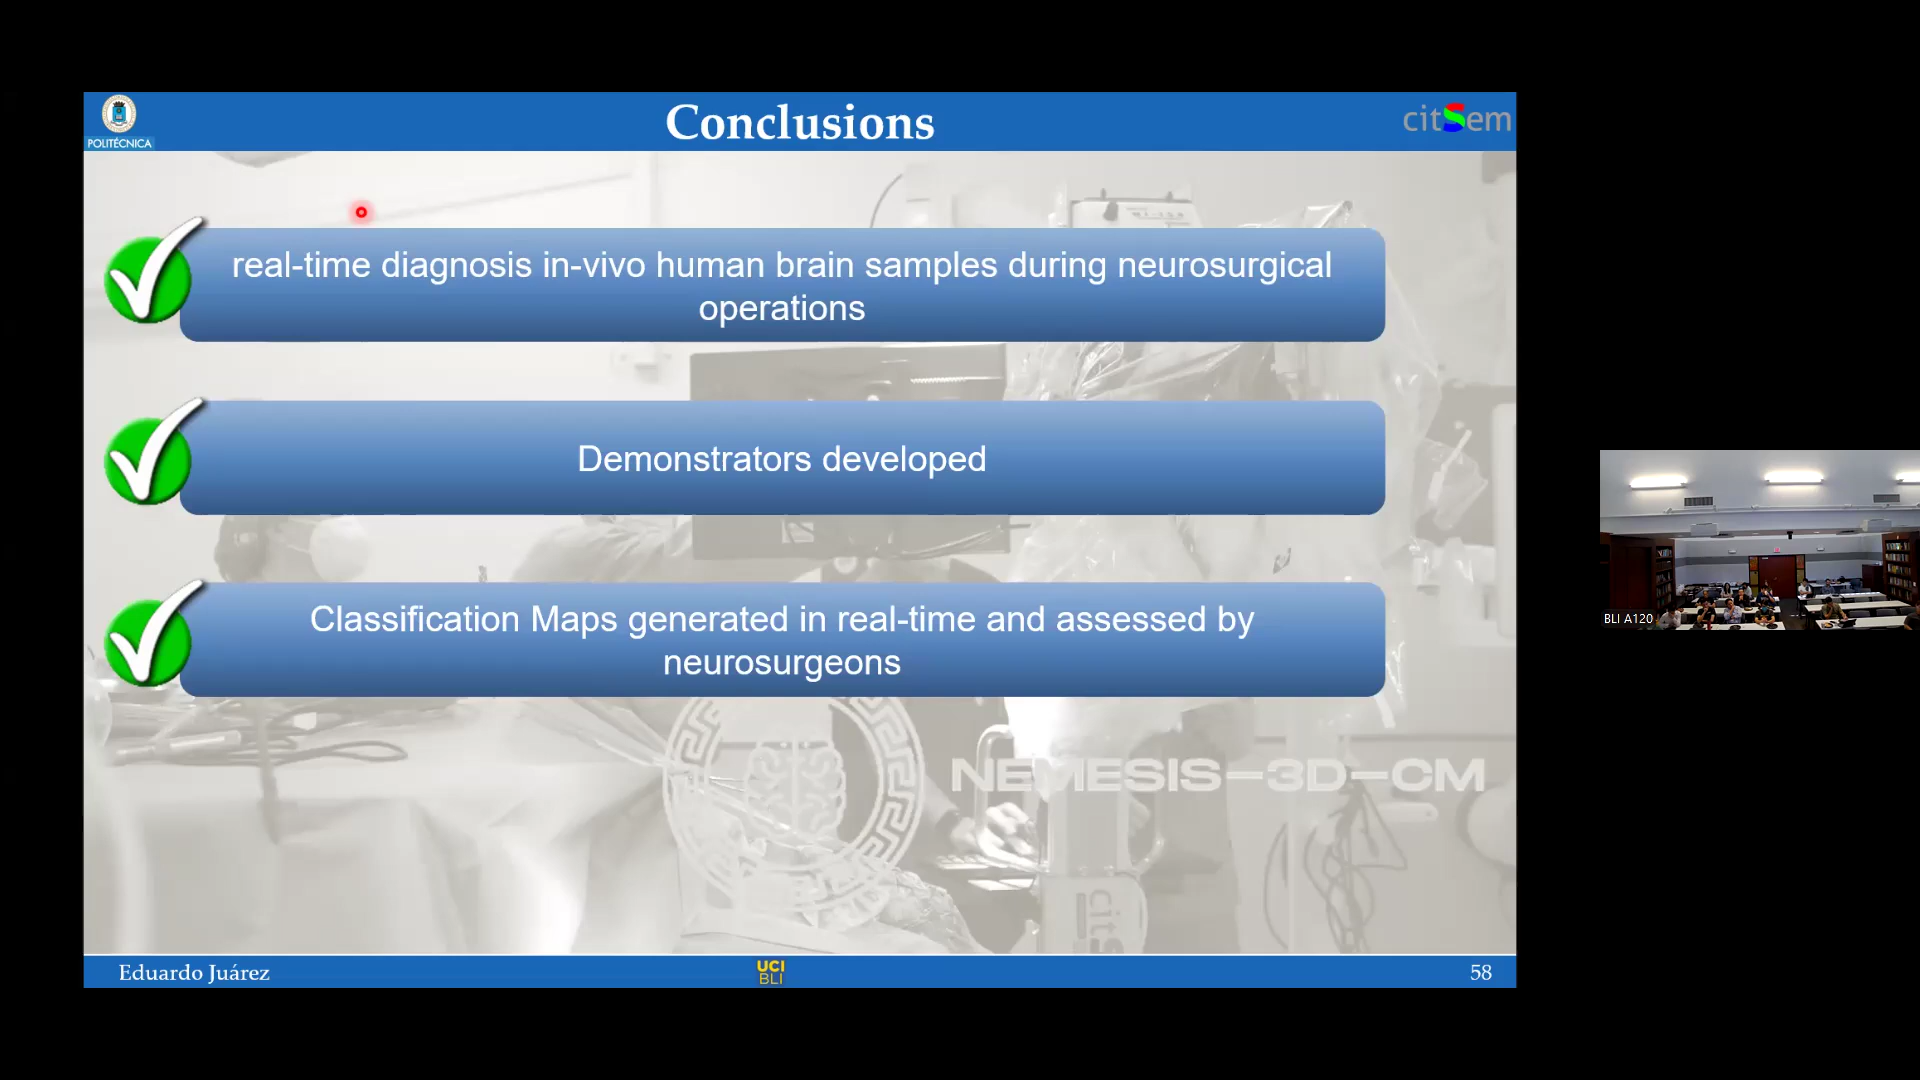 Conclusions
POLITÉCNICA
citSem
real-time diagnosis in-vivo human brain samples during neurosurgical
operations
Demonstrators developed
Classification Maps generated in real-time and assessed by
neurosurgeons
NEMESIS-3D-CM
citS
Eduardo Juárez
UCI
BLI
58
BLI A120